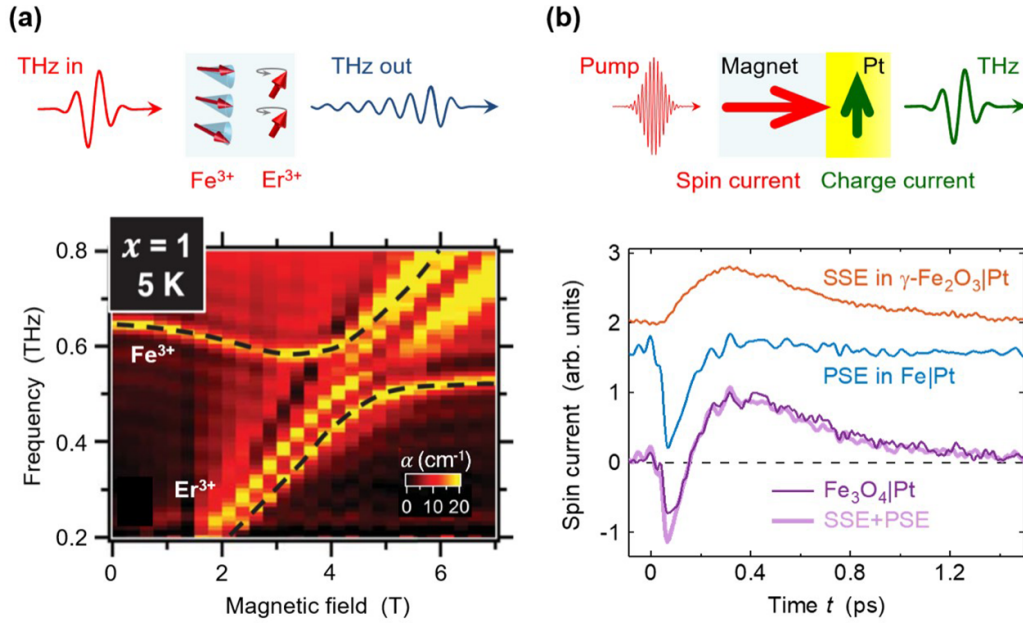 (a)
THz in
THz out
Fe³⁺
Er³⁺
x = 1
5 K
Fe³⁺
Er³⁺
α (cm⁻¹)
0 10 20
0.8
0.6
0.4
0.2
Frequency (THz)
0 2 4 6
Magnetic field (T)
(b)
Pump
Magnet
Pt
THz
Spin current
Charge current
SSE in γ-Fe₂O₃|Pt
PSE in Fe|Pt
Fe₃O₄|Pt
SSE+PSE
3
2
1
0
-1
Spin current (arb. units)
0 0.4 0.8 1.2
Time t (ps)